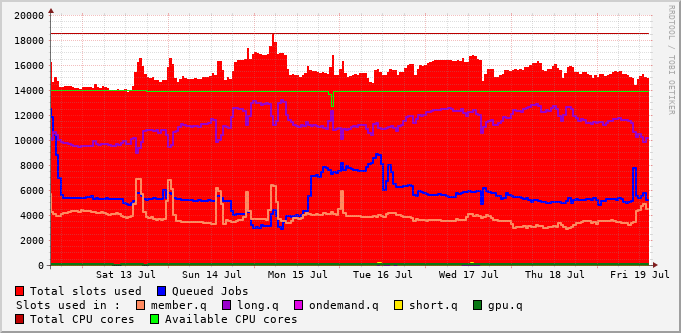 20000
18000
16000
14000
12000
10000
8000
6000
4000
2000
0
Sat 13 Jul Sun 14 Jul Mon 15 Jul Tue 16 Jul Wed 17 Jul Thu 18 Jul Fri 19 Jul
Total slots used Queued Jobs
Slots used in : member.q long.q ondemand.q short.q gpu.q
Total CPU cores Available CPU cores
RRDTOOL / TOBI OETIKER